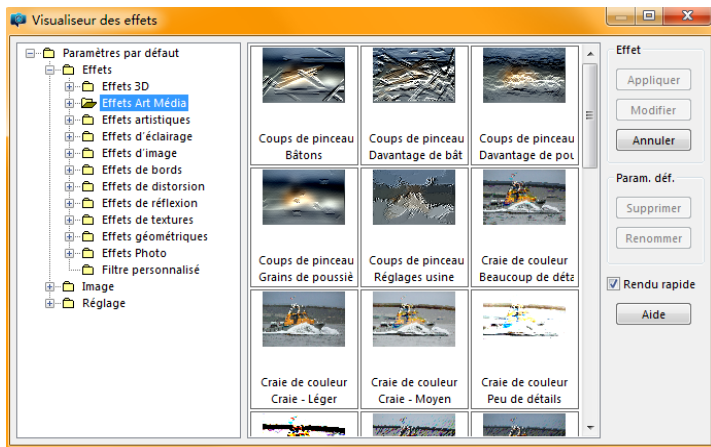 Visualiseur des effets
Paramètres par défaut
Effets
Effets 3D
Effets Art Média
Effets artistiques
Effets d'éclairage
Effets d'image
Effets de bords
Effets de distorsion
Effets de réflexion
Effets de textures
Effets géométriques
Effets Photo
Filtre personnalisé
Image
Réglage
Coups de pinceau
Bâtons
Coups de pinceau
Davantage de bât
Coups de pinceau
Davantage de pou
Coups de pinceau
Grains de poussiè
Coups de pinceau
Réglages usine
Craie de couleur
Beaucoup de déta
Craie de couleur
Craie - Léger
Craie de couleur
Craie - Moyen
Craie de couleur
Peu de détails
Effet
Appliquer
Modifier
Annuler
Param. déf.
Supprimer
Renommer
Rendu rapide
Aide